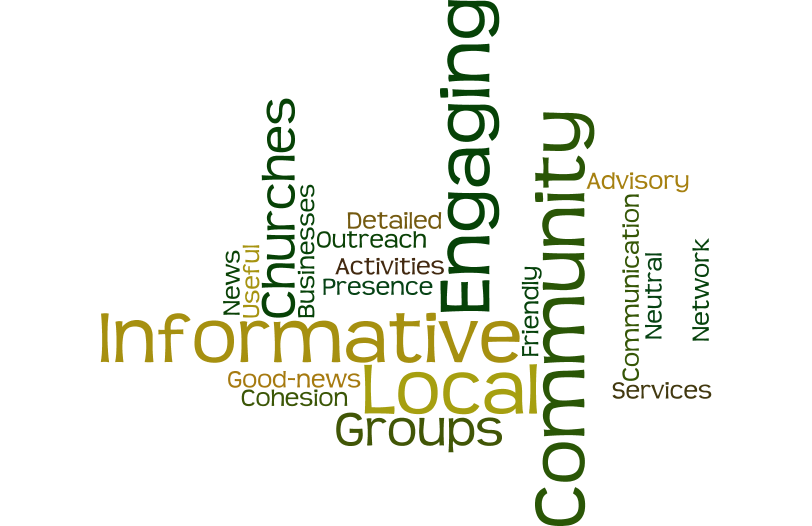 Engaging
Churches
Community
Advisory
Businesses
Detailed
Communication
Outreach
News
Useful
Activities
Neutral
Network
Presence
Friendly
Informative
Good-news
Local
Services
Cohesion
Groups